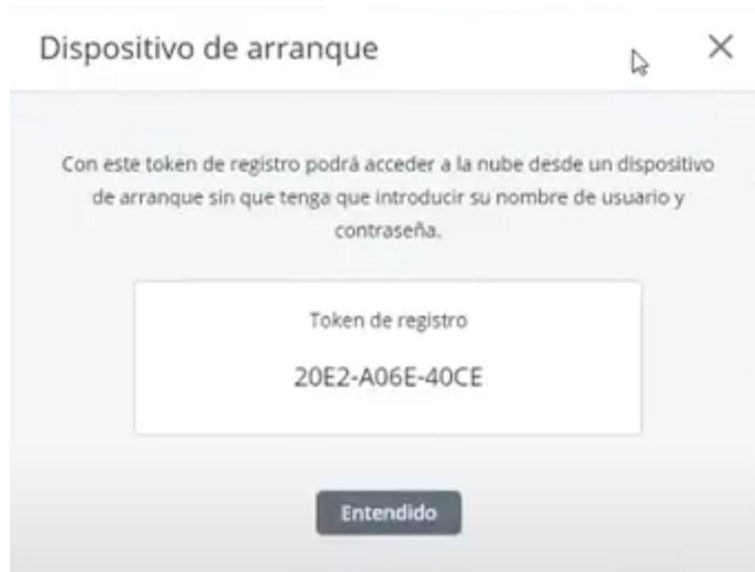 Dispositivo de arranque
Con este token de registro podrá acceder a la nube desde un dispositivo
de arranque sin que tenga que introducir su nombre de usuario y
contraseña.
Token de registro
20E2-A06E-40CE
Entendido